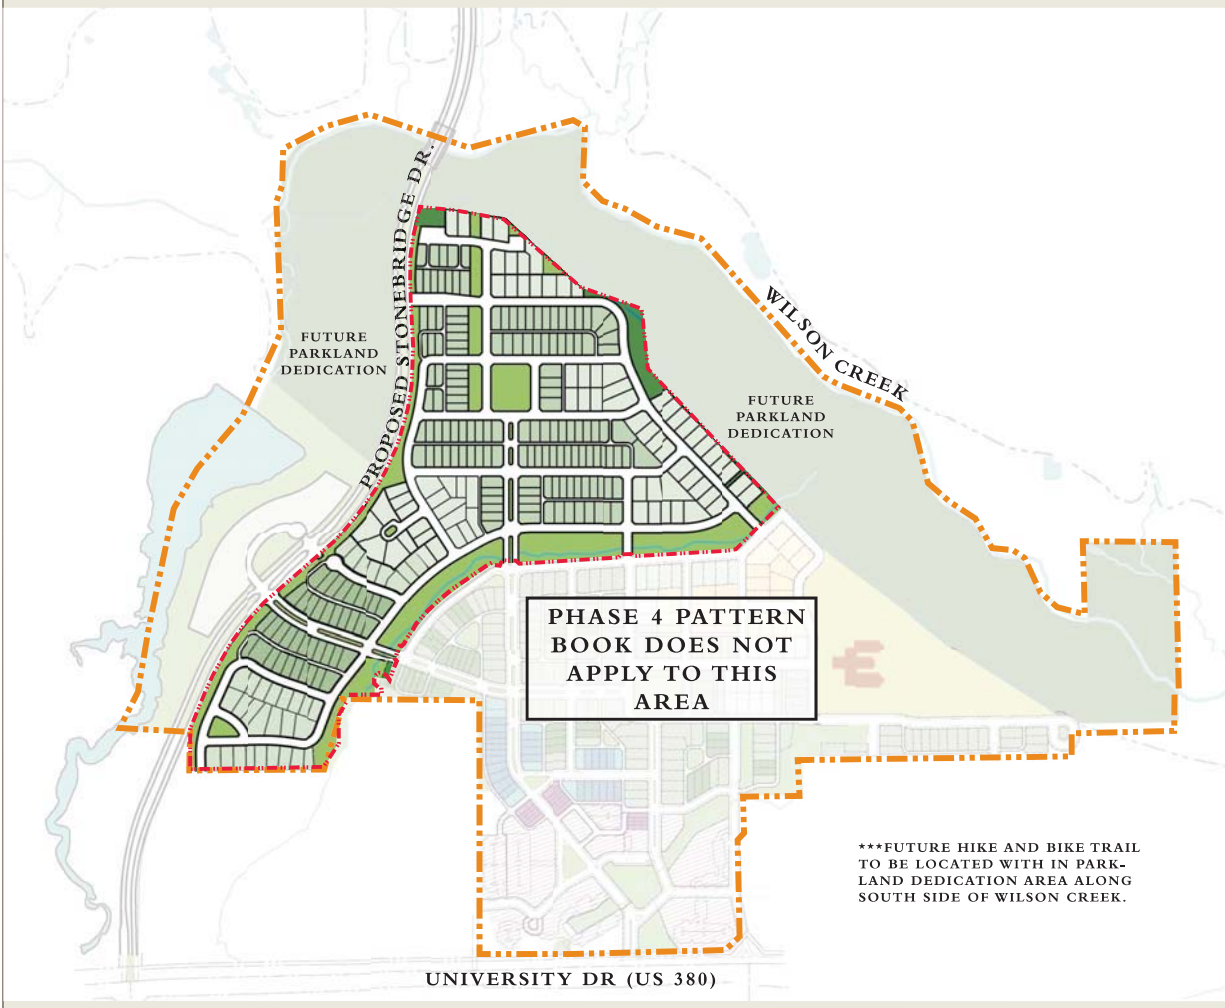 PROPOSED STONEBRIDGE DR.
WILSON CREEK
FUTURE
PARKLAND
DEDICATION
FUTURE
PARKLAND
DEDICATION
PHASE 4 PATTERN
BOOK DOES NOT
APPLY TO THIS
AREA
***FUTURE HIKE AND BIKE TRAIL
TO BE LOCATED WITH IN PARK-
LAND DEDICATION AREA ALONG
SOUTH SIDE OF WILSON CREEK.
UNIVERSITY DR (US 380)